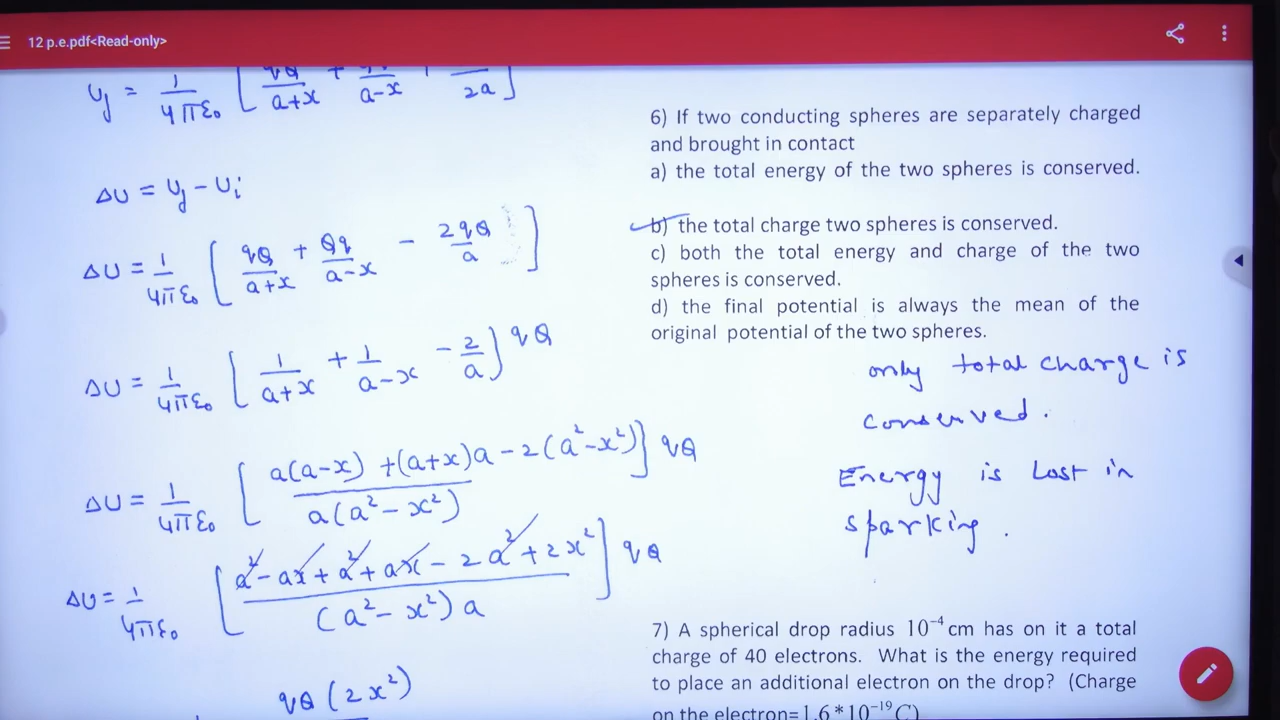 12 p.e.pdf<Read-only>
Uf = 1/4πε₀ [ qQ/a+x + /a-x + /2a ]
ΔU = Uf - Ui
ΔU = 1/4πε₀ [ qQ/a+x + Qq/a-x - 2qQ/a ]
ΔU = 1/4πε₀ [ 1/a+x + 1/a-x - 2/a ] qQ
ΔU = 1/4πε₀ [ a(a-x) + (a+x)a - 2(a²-x²) / a(a²-x²) ] qQ
ΔU = 1/4πε₀ [ a² - ax + a² + ax - 2a² + 2x² / (a²-x²) a ] qQ
qQ (2x²)
6) If two conducting spheres are separately charged
and brought in contact
a) the total energy of the two spheres is conserved.
b) the total charge two spheres is conserved.
c) both the total energy and charge of the two
spheres is conserved.
d) the final potential is always the mean of the
original potential of the two spheres.
only total charge is
conserved.
Energy is Lost in
sparking.
7) A spherical drop radius 10⁻⁴ cm has on it a total
charge of 40 electrons. What is the energy required
to place an additional electron on the drop? (Charge
on the electron=1.6*10⁻¹⁹C)